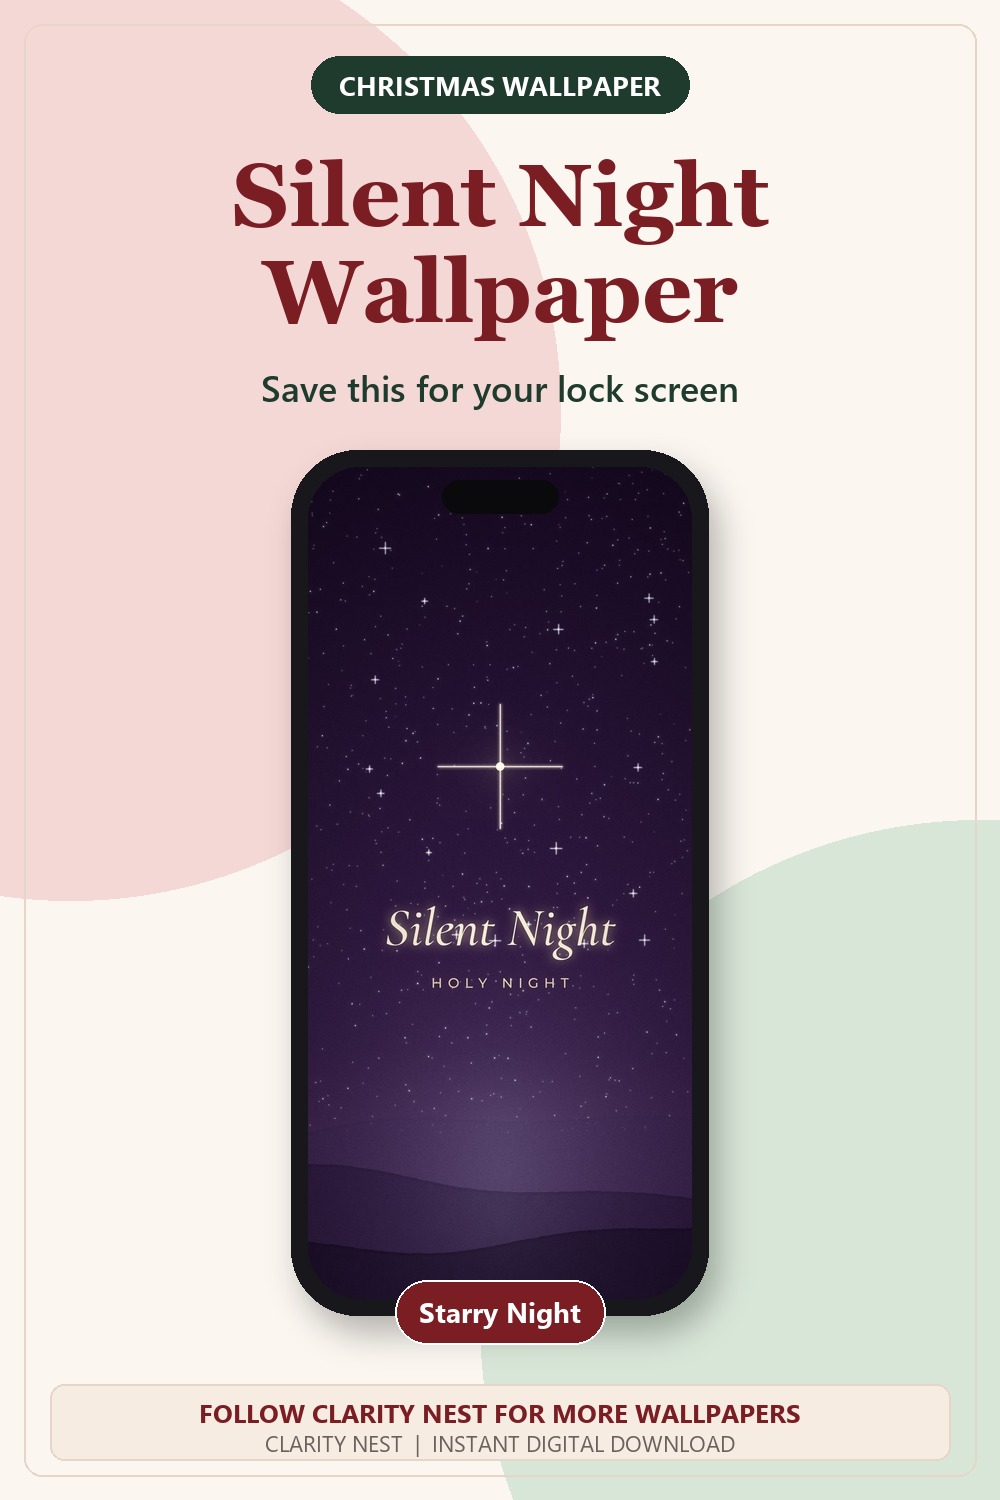 CHRISTMAS WALLPAPER
Silent Night
Wallpaper
Save this for your lock screen
Silent Night
HOLY NIGHT
Starry Night
FOLLOW CLARITY NEST FOR MORE WALLPAPERS
CLARITY NEST | INSTANT DIGITAL DOWNLOAD